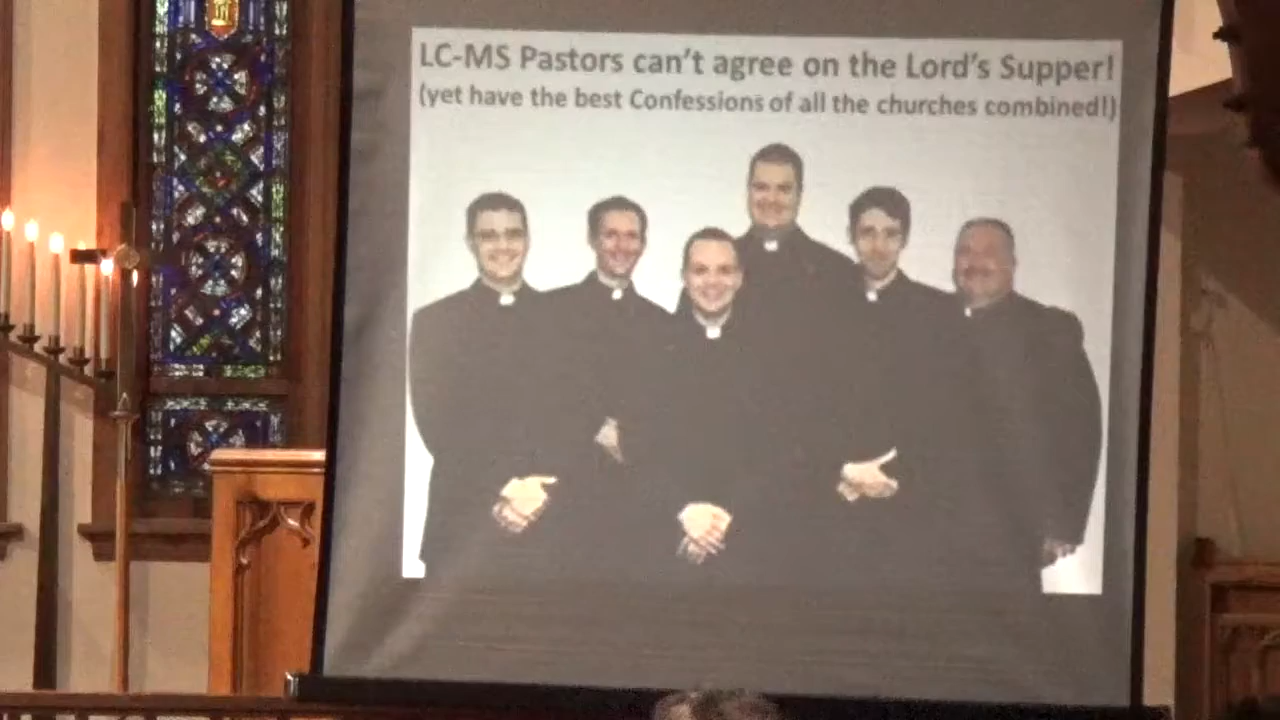 LC-MS Pastors can't agree on the Lord's Supper!
(yet have the best Confessions of all the churches combined!)